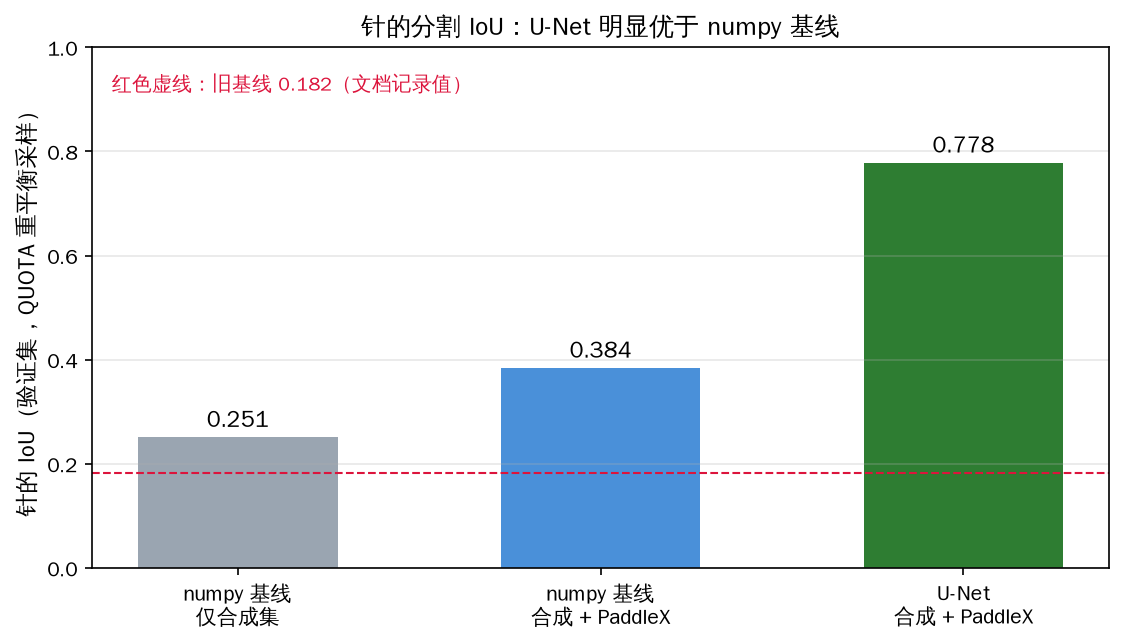 针的分割 IoU：U-Net 明显优于 numpy 基线
红色虚线：旧基线 0.182（文档记录值）
针的 IoU（验证集，QUOTA 重平衡采样）
1.0
0.8
0.6
0.4
0.2
0.0
0.251
0.384
0.778
numpy 基线
仅合成集
numpy 基线
合成 + PaddleX
U-Net
合成 + PaddleX